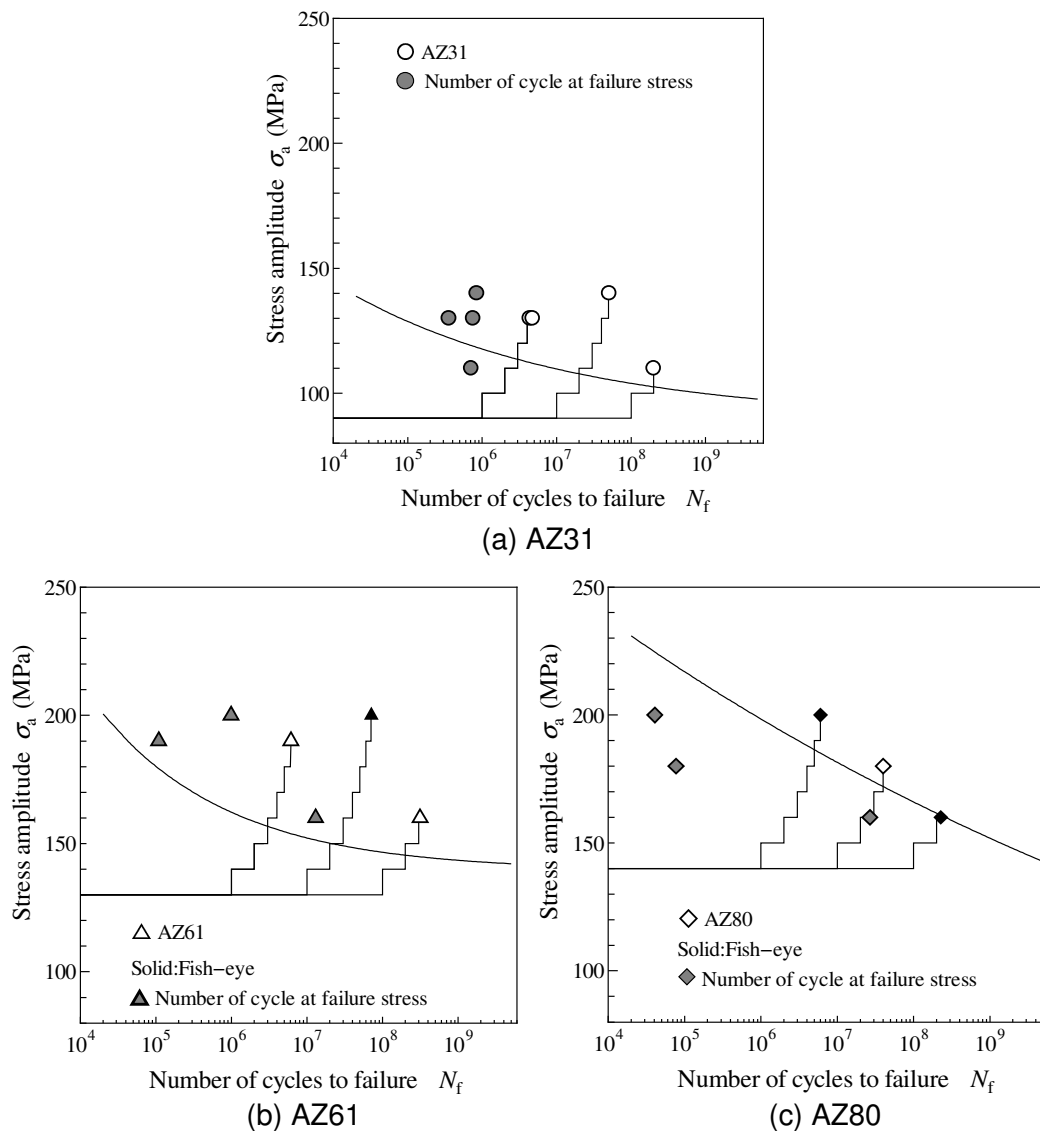 250
200
150
100
Stress amplitude σa (MPa)
AZ31
Number of cycle at failure stress
10^4 10^5 10^6 10^7 10^8 10^9
Number of cycles to failure Nf
(a) AZ31
250
200
150
100
Stress amplitude σa (MPa)
AZ61
Solid:Fish−eye
Number of cycle at failure stress
10^4 10^5 10^6 10^7 10^8 10^9
Number of cycles to failure Nf
(b) AZ61
250
200
150
100
Stress amplitude σa (MPa)
AZ80
Solid:Fish−eye
Number of cycle at failure stress
10^4 10^5 10^6 10^7 10^8 10^9
Number of cycles to failure Nf
(c) AZ80